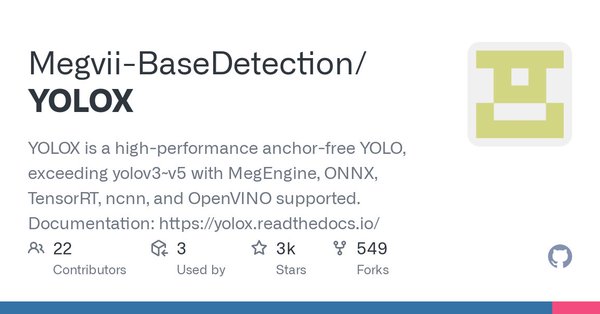 Megvii-BaseDetection/
YOLOX
YOLOX is a high-performance anchor-free YOLO,
exceeding yolov3~v5 with MegEngine, ONNX,
TensorRT, ncnn, and OpenVINO supported.
Documentation: https://yolox.readthedocs.io/
22 3 3k 549
Contributors Used by Stars Forks